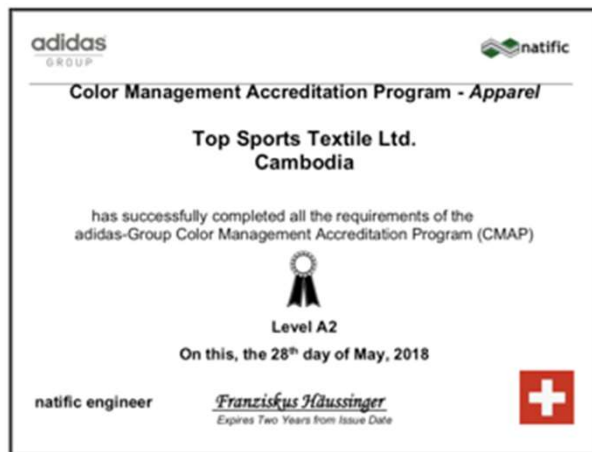 adidas
GROUP
natific
Color Management Accreditation Program - Apparel
Top Sports Textile Ltd.
Cambodia
has successfully completed all the requirements of the
adidas-Group Color Management Accreditation Program (CMAP)
Level A2
On this, the 28th day of May, 2018
natific engineer
Franziskus Häussinger
Expires Two Years from Issue Date